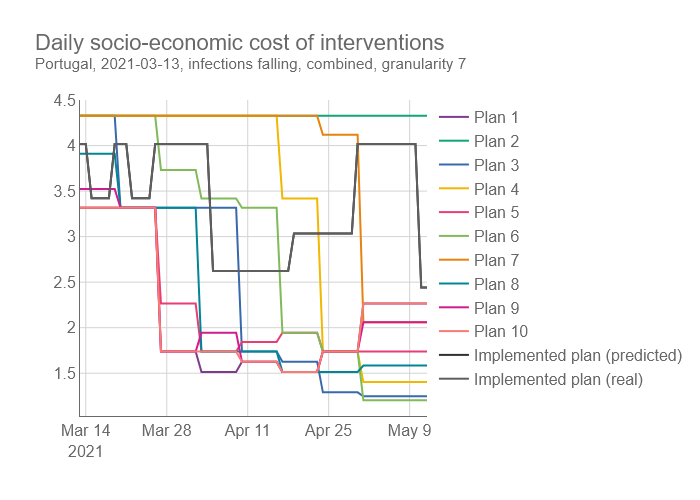 Daily socio-economic cost of interventions
Portugal, 2021-03-13, infections falling, combined, granularity 7
4.5
4
3.5
3
2.5
2
1.5
Mar 14
2021
Mar 28
Apr 11
Apr 25
May 9
Plan 1
Plan 2
Plan 3
Plan 4
Plan 5
Plan 6
Plan 7
Plan 8
Plan 9
Plan 10
Implemented plan (predicted)
Implemented plan (real)